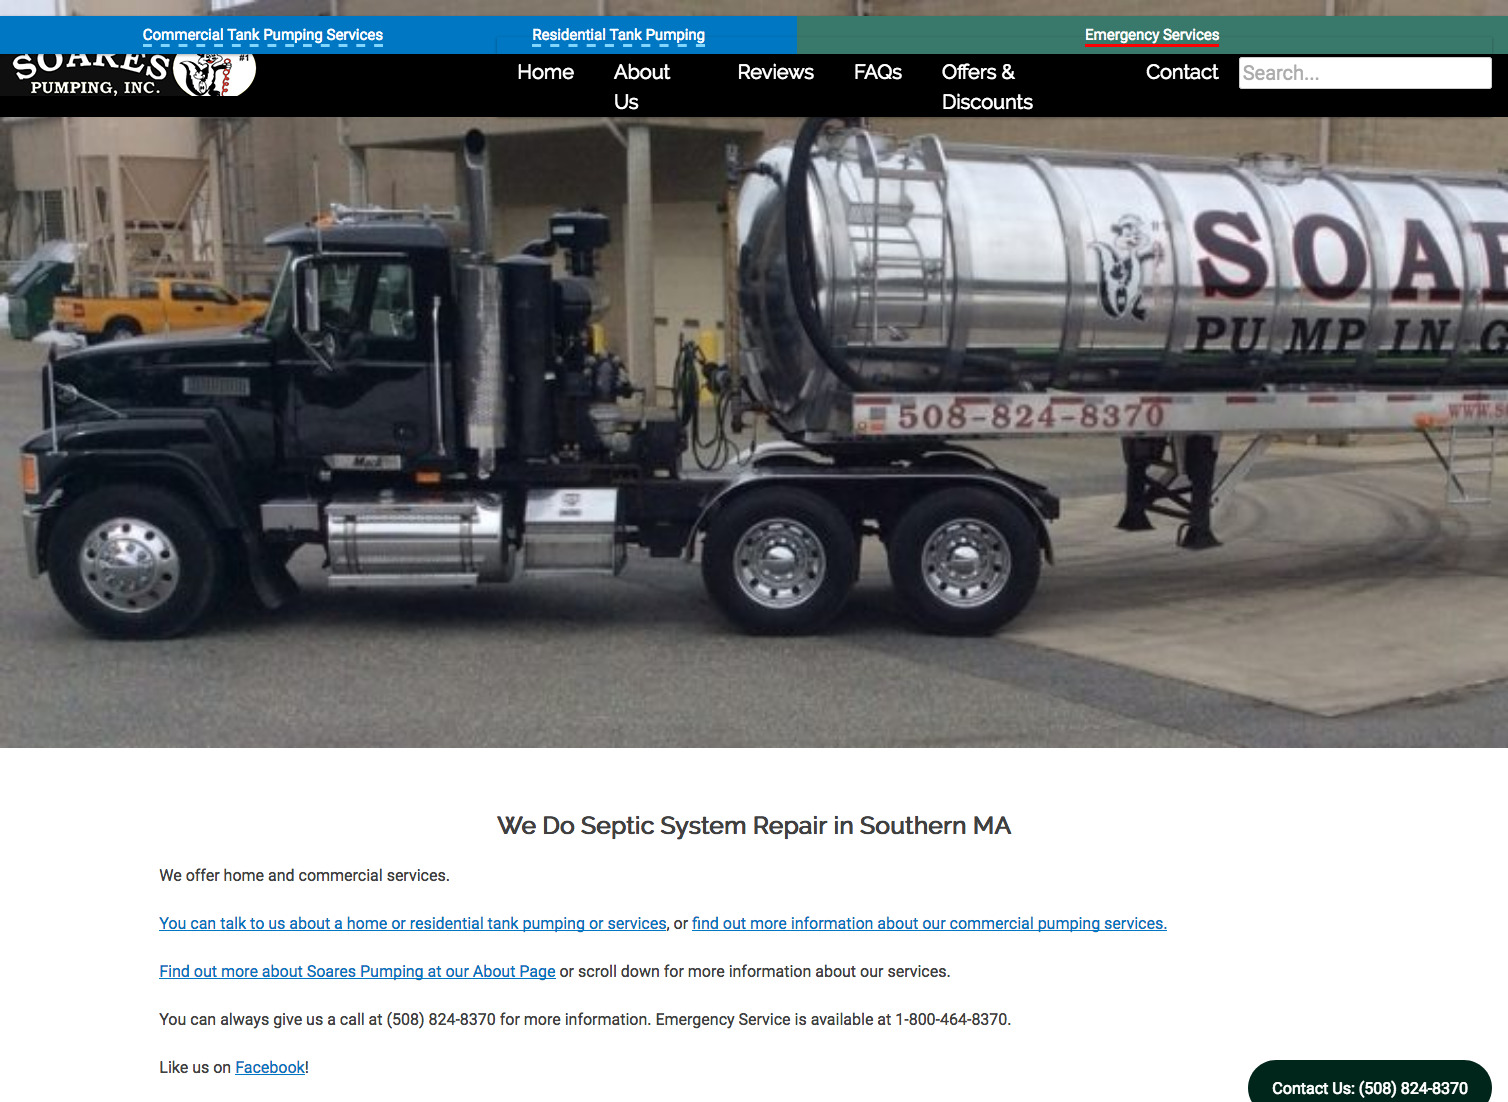 Commercial Tank Pumping Services
Residential Tank Pumping
Emergency Services
SOARES
#1
PUMPING, INC.
Home
About
Us
Reviews
FAQs
Offers &
Discounts
Contact
Search...
SOA
PUMPING
508-824-8370
WWW.S
Mack
We Do Septic System Repair in Southern MA
We offer home and commercial services.
You can talk to us about a home or residential tank pumping or services, or find out more information about our commercial pumping services.
Find out more about Soares Pumping at our About Page or scroll down for more information about our services.
You can always give us a call at (508) 824-8370 for more information. Emergency Service is available at 1-800-464-8370.
Like us on Facebook!
Contact Us: (508) 824-8370